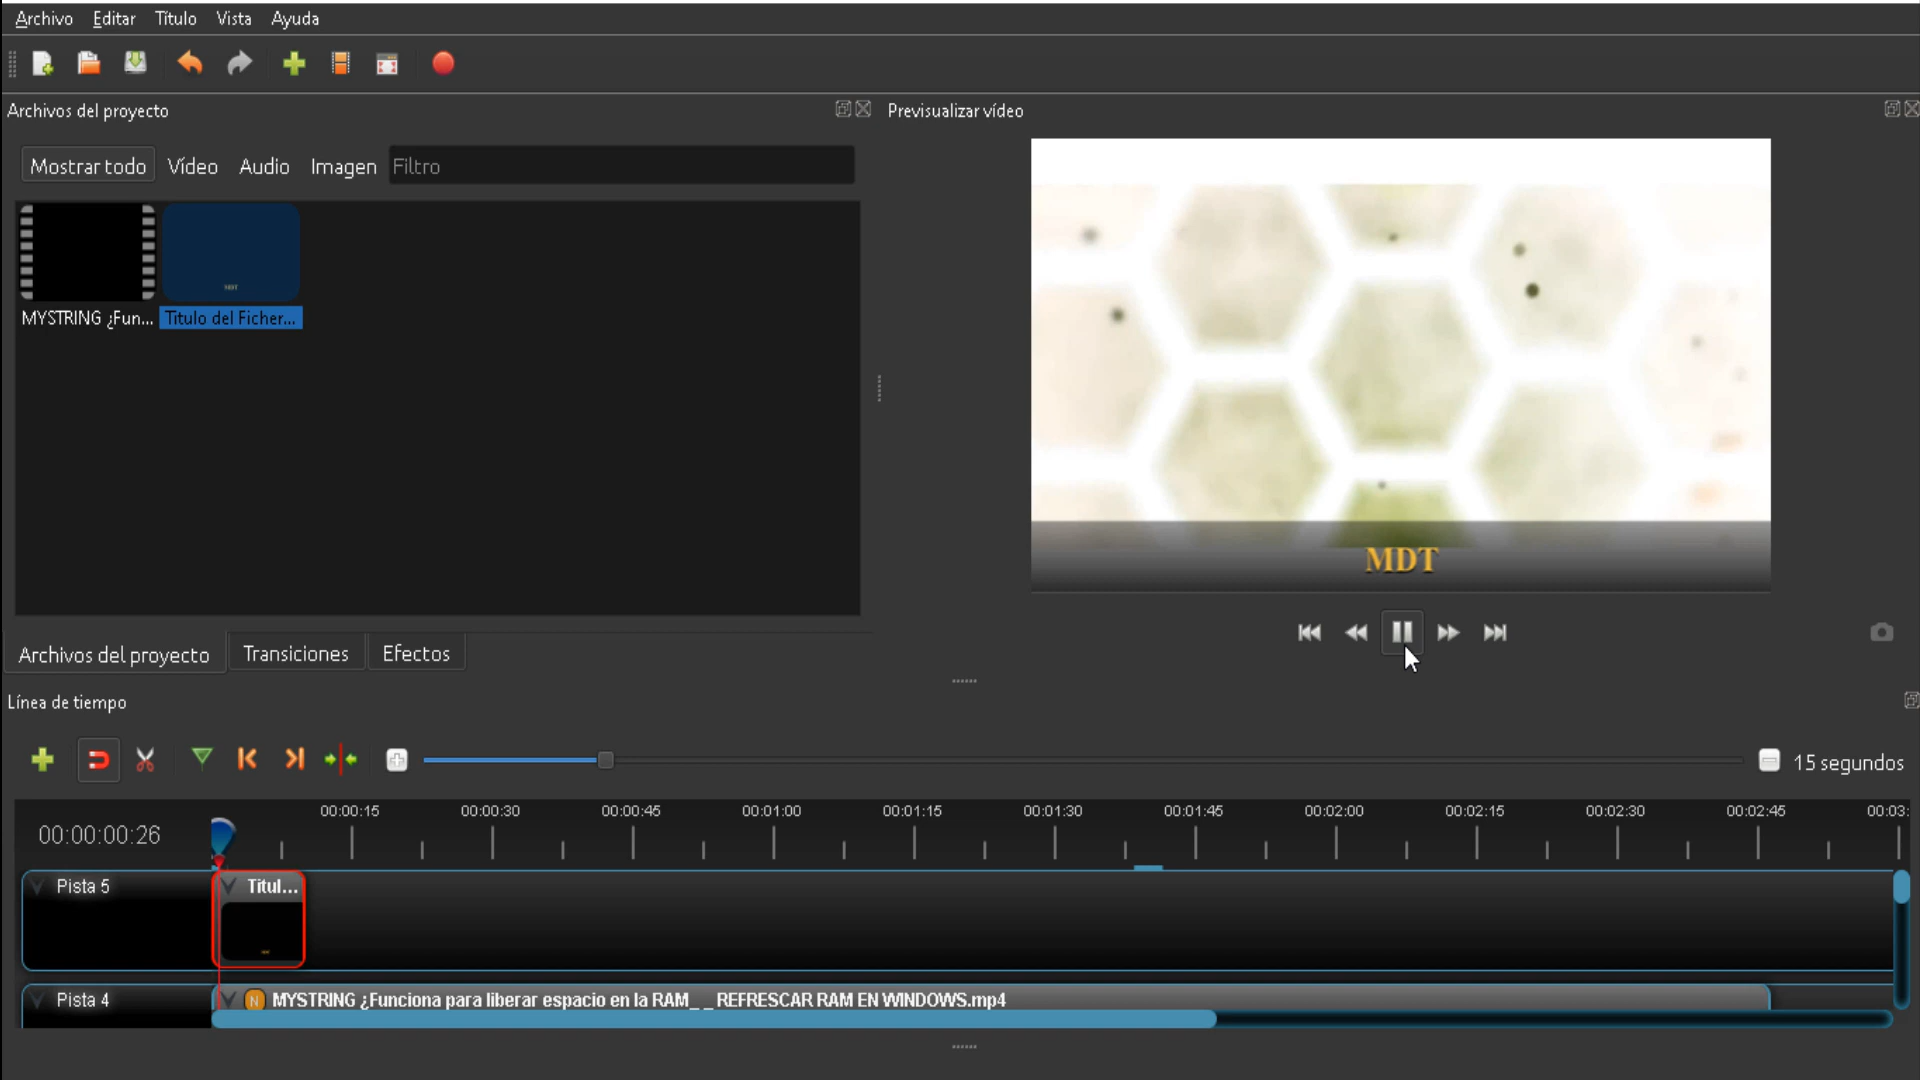 Archivo Editar Título Vista Ayuda
Archivos del proyecto
Previsualizar vídeo
Mostrar todo Vídeo Audio Imagen Filtro
MYSTRING ¿Fun... Titulo del Ficher...
MDT
Archivos del proyecto Transiciones Efectos
Línea de tiempo
15 segundos
00:00:15 00:00:30 00:00:45 00:01:00 00:01:15 00:01:30 00:01:45 00:02:00 00:02:15 00:02:30 00:02:45 00:03:
00:00:00:26
Pista 5 Titul...
Pista 4 N MYSTRING ¿Funciona para liberar espacio en la RAM_ _ REFRESCAR RAM EN WINDOWS.mp4